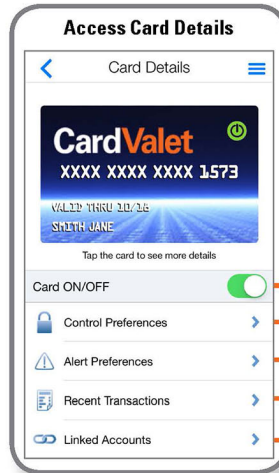 Access Card Details
Card Details
CardValet
XXXX XXXX XXXX 1573
VALID THRU 10/16
SMITH JANE
Tap the card to see more details
Card ON/OFF
Control Preferences
Alert Preferences
Recent Transactions
Linked Accounts